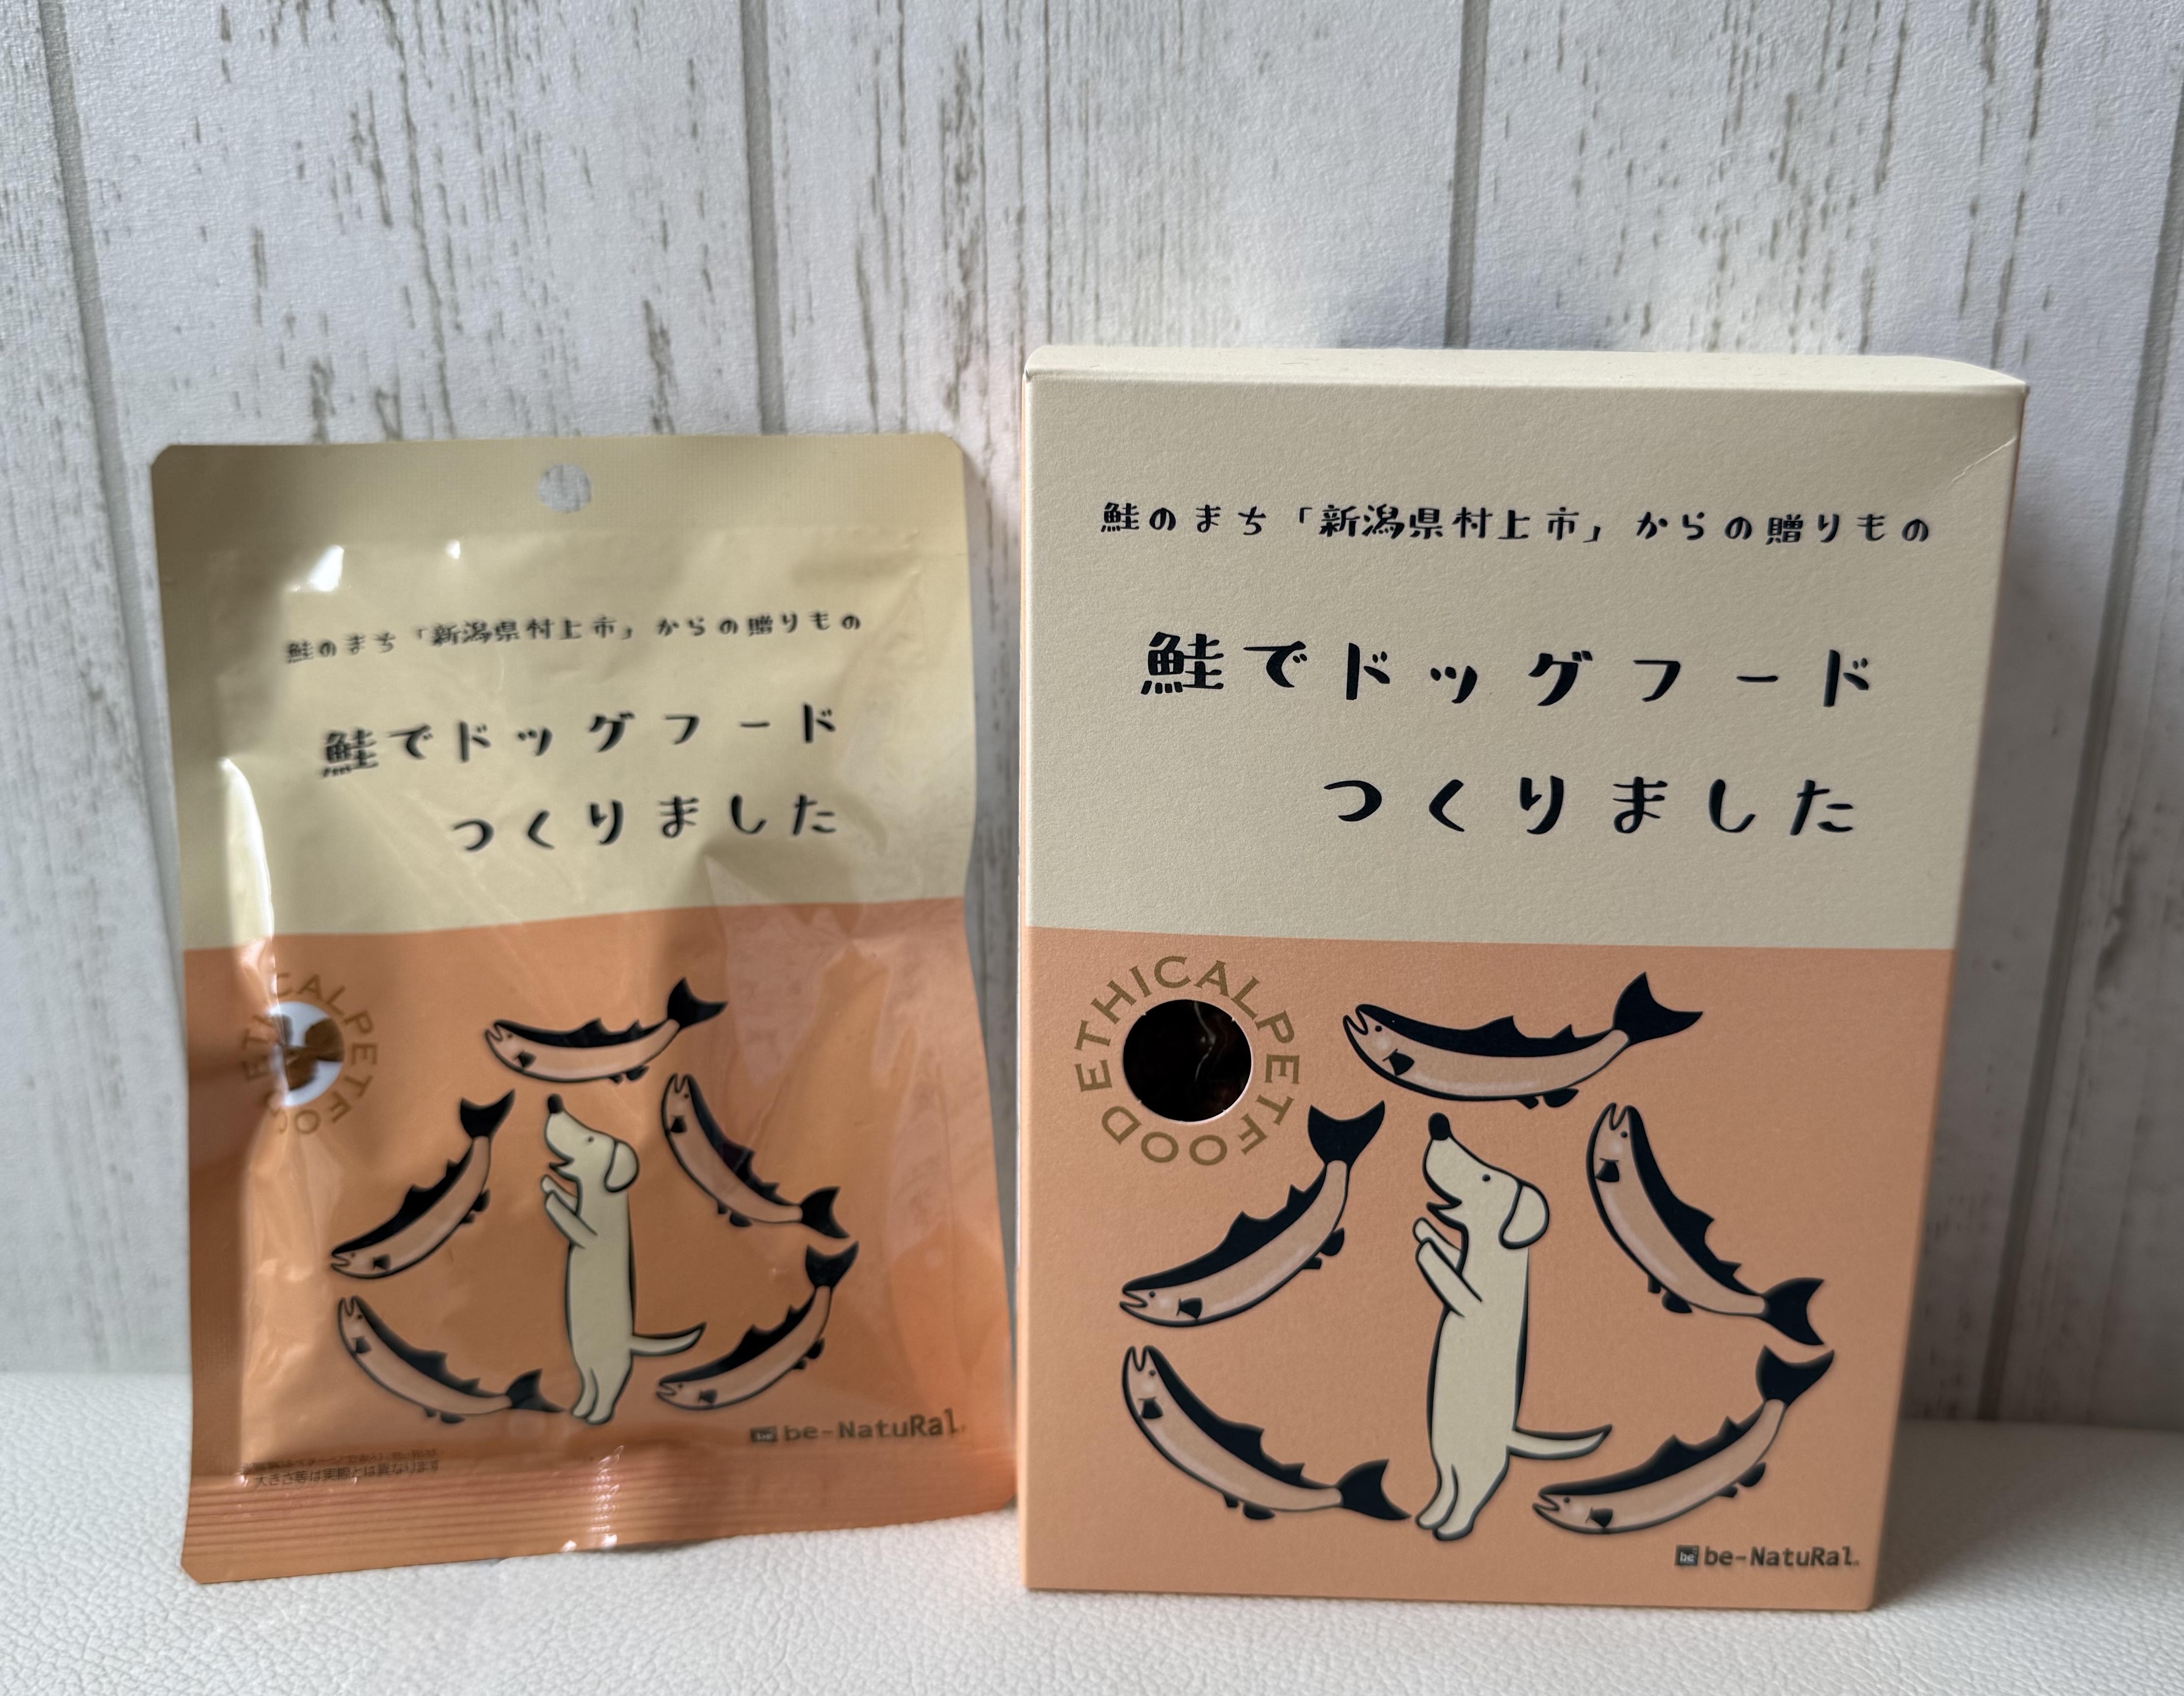 鮭のまち「新潟県村上市」からの贈りもの
鮭でドッグフード
つくりました
be be-NatuRal®
大きさ等は実際とは異なります
鮭のまち「新潟県村上市」からの贈りもの
鮭でドッグフード
つくりました
ETHICALPETFOOD
be be-NatuRal®